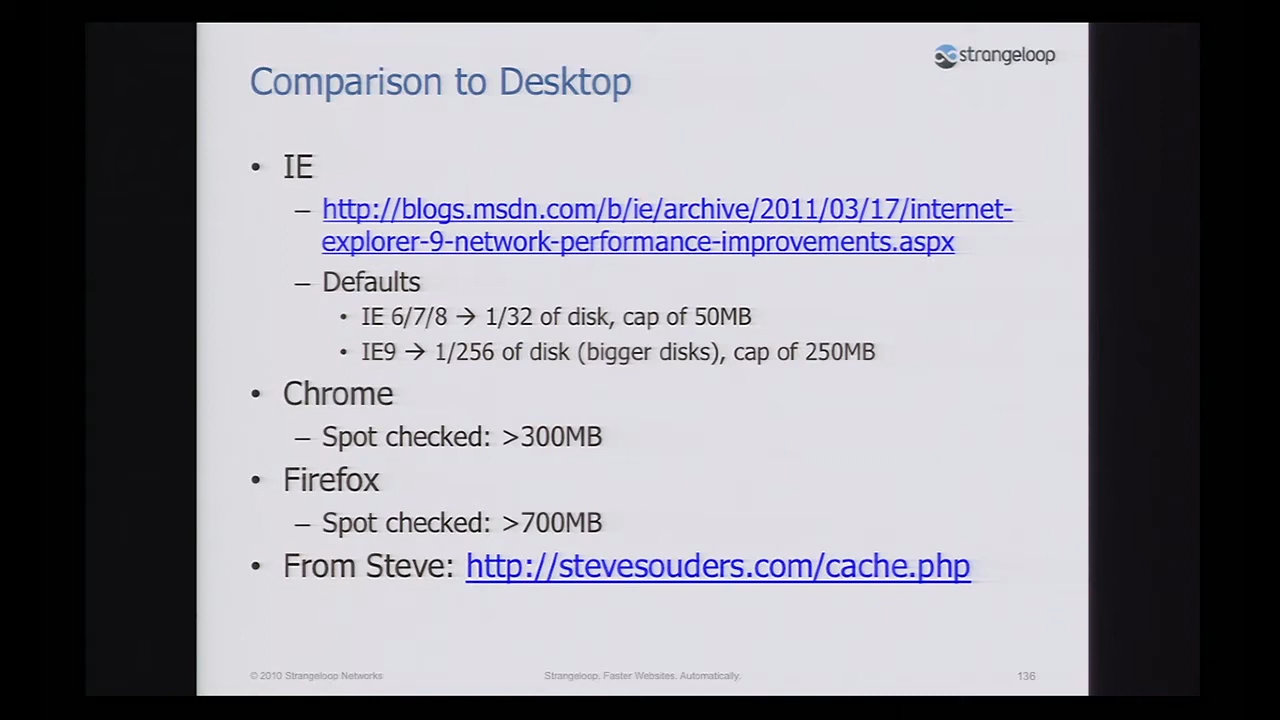 strangeloop
Comparison to Desktop
• IE
– http://blogs.msdn.com/b/ie/archive/2011/03/17/internet-
explorer-9-network-performance-improvements.aspx
– Defaults
• IE 6/7/8 → 1/32 of disk, cap of 50MB
• IE9 → 1/256 of disk (bigger disks), cap of 250MB
• Chrome
– Spot checked: >300MB
• Firefox
– Spot checked: >700MB
• From Steve: http://stevesouders.com/cache.php
© 2010 Strangeloop Networks
Strangeloop. Faster Websites. Automatically.
136